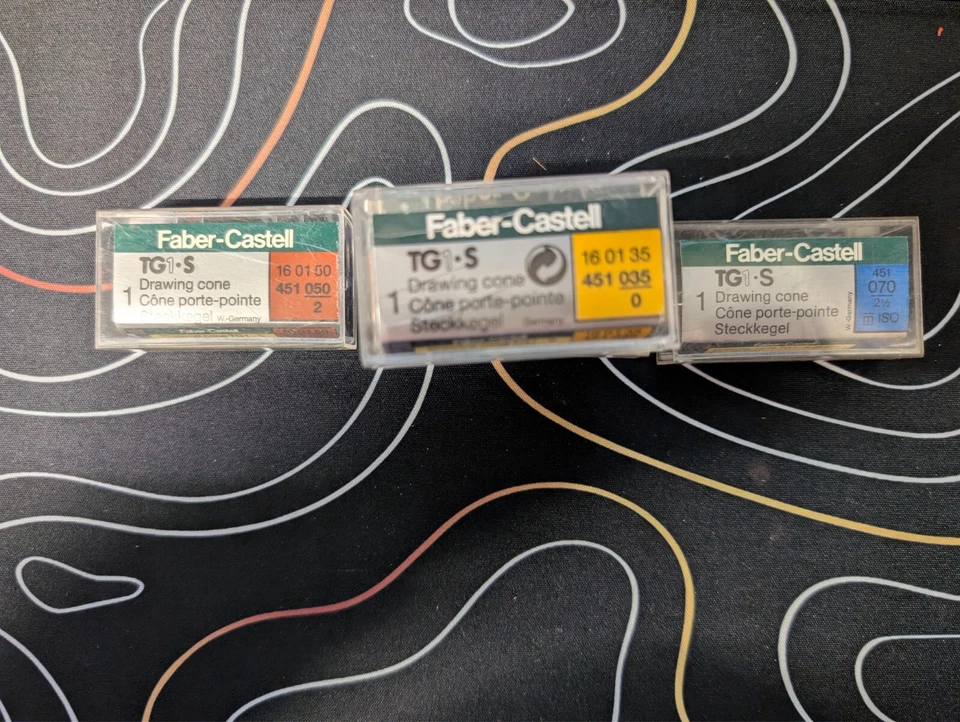 Faber-Castell
TG1·S
1
Drawing cone
Cône porte-pointe
Steckkegel
W.-Germany
16 01 50
451 050
2
Faber-Castell
TG1·S
1
Drawing cone
Cône porte-pointe
Steckkegel
Germany
16 01 35
451 035
0
Faber-Castell
TG1·S
1
Drawing cone
Cône porte-pointe
Steckkegel
W.-Germany
451
070
2½
ISO